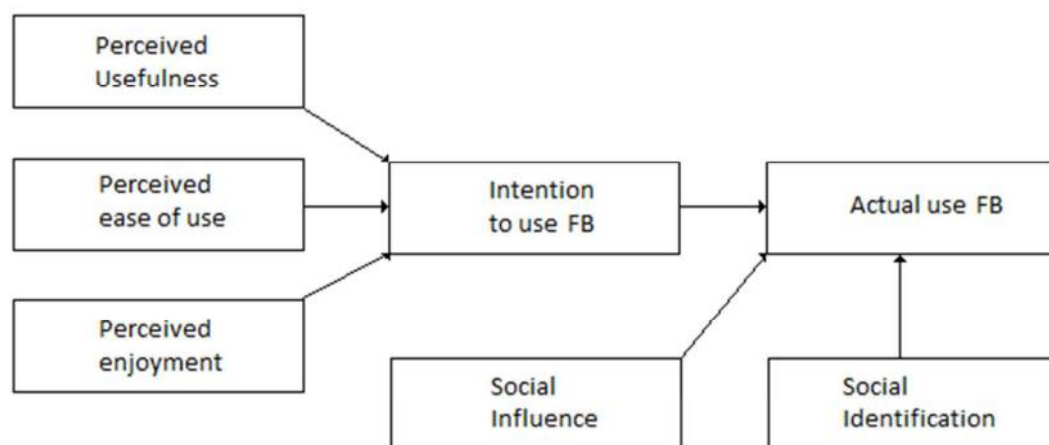 Perceived
Usefulness
Perceived
ease of use
Perceived
enjoyment
Intention
to use FB
Actual use FB
Social
Influence
Social
Identification